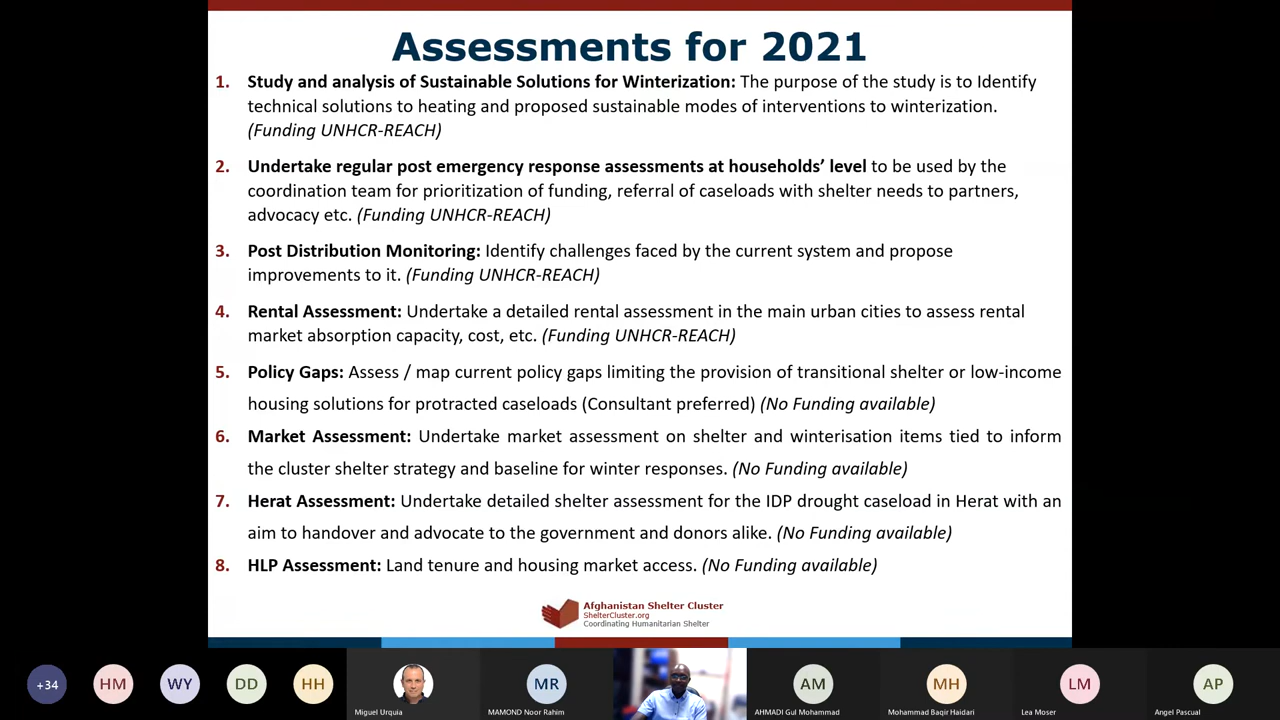 Assessments for 2021
1. Study and analysis of Sustainable Solutions for Winterization: The purpose of the study is to Identify
technical solutions to heating and proposed sustainable modes of interventions to winterization.
(Funding UNHCR-REACH)
2. Undertake regular post emergency response assessments at households’ level to be used by the
coordination team for prioritization of funding, referral of caseloads with shelter needs to partners,
advocacy etc. (Funding UNHCR-REACH)
3. Post Distribution Monitoring: Identify challenges faced by the current system and propose
improvements to it. (Funding UNHCR-REACH)
4. Rental Assessment: Undertake a detailed rental assessment in the main urban cities to assess rental
market absorption capacity, cost, etc. (Funding UNHCR-REACH)
5. Policy Gaps: Assess / map current policy gaps limiting the provision of transitional shelter or low-income
housing solutions for protracted caseloads (Consultant preferred) (No Funding available)
6. Market Assessment: Undertake market assessment on shelter and winterisation items tied to inform
the cluster shelter strategy and baseline for winter responses. (No Funding available)
7. Herat Assessment: Undertake detailed shelter assessment for the IDP drought caseload in Herat with an
aim to handover and advocate to the government and donors alike. (No Funding available)
8. HLP Assessment: Land tenure and housing market access. (No Funding available)
Afghanistan Shelter Cluster
ShelterCluster.org
Coordinating Humanitarian Shelter
+34 HM WY DD HH MR AM MH LM AP
Miguel Urquia MAMOND Noor Rahim AHMADI Gul Mohammad Mohammad Baqir Haidari Lea Moser Angel Pascual